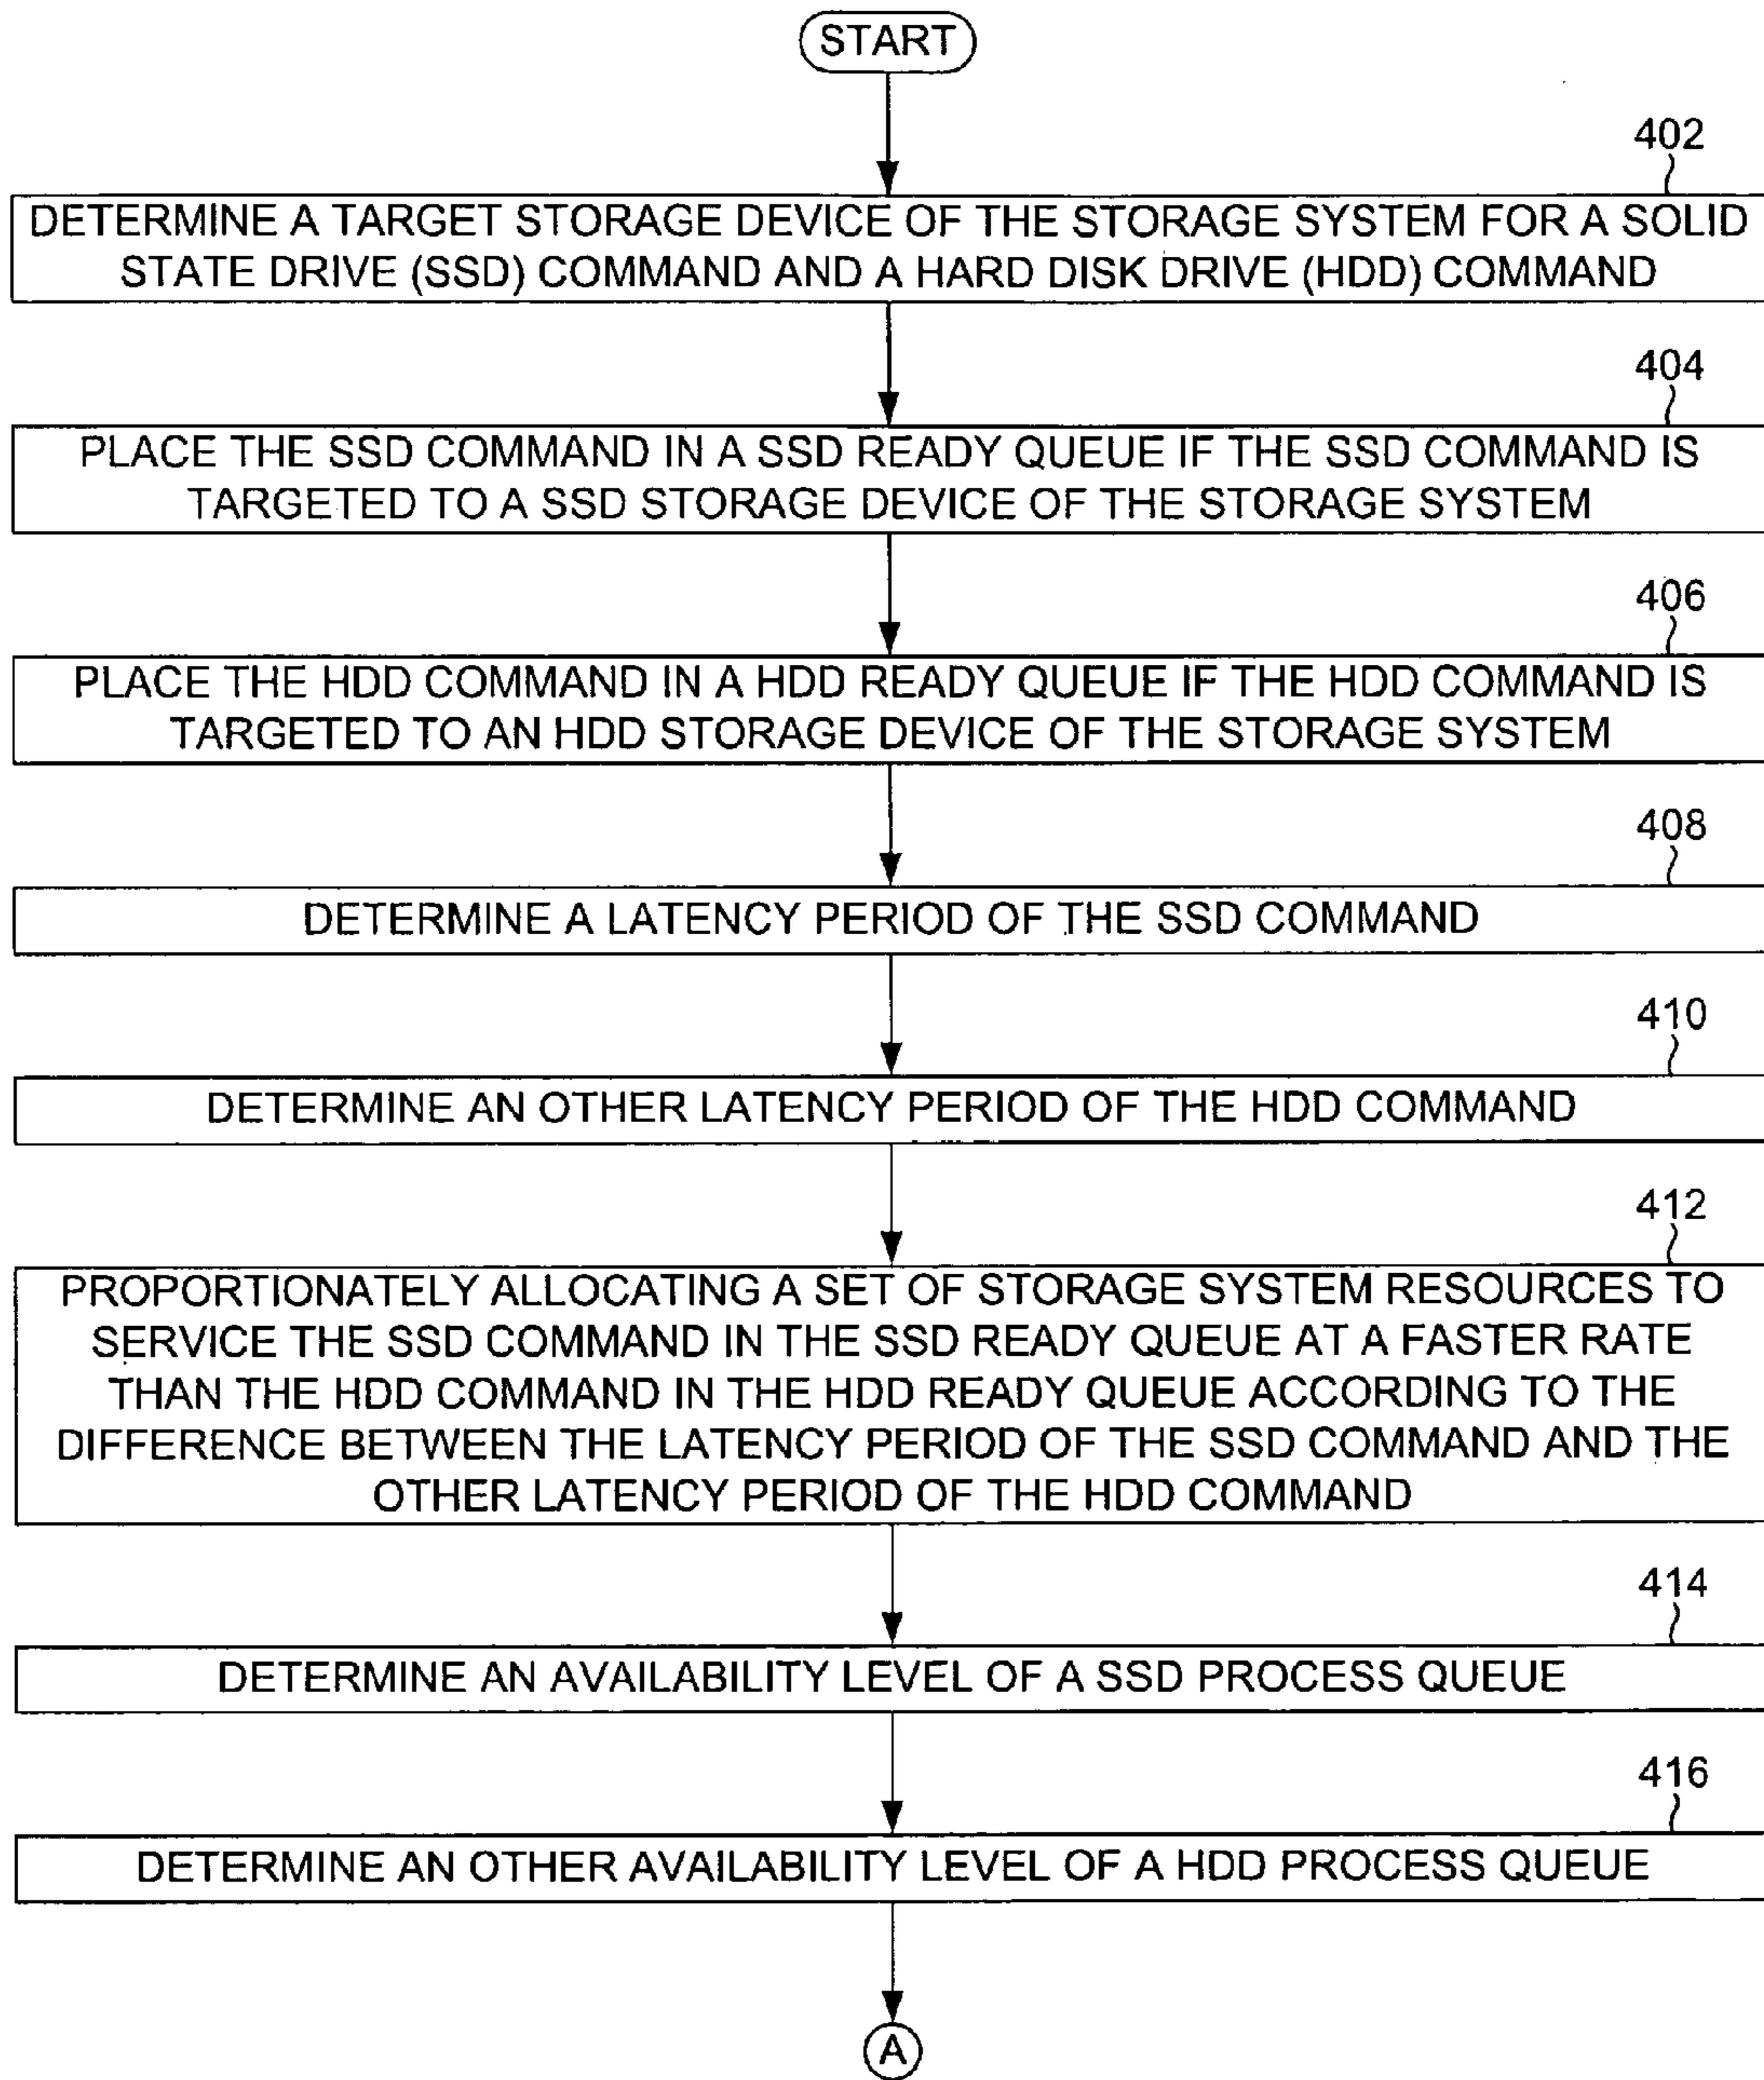 START
402
DETERMINE A TARGET STORAGE DEVICE OF THE STORAGE SYSTEM FOR A SOLID
STATE DRIVE (SSD) COMMAND AND A HARD DISK DRIVE (HDD) COMMAND
404
PLACE THE SSD COMMAND IN A SSD READY QUEUE IF THE SSD COMMAND IS
TARGETED TO A SSD STORAGE DEVICE OF THE STORAGE SYSTEM
406
PLACE THE HDD COMMAND IN A HDD READY QUEUE IF THE HDD COMMAND IS
TARGETED TO AN HDD STORAGE DEVICE OF THE STORAGE SYSTEM
408
DETERMINE A LATENCY PERIOD OF THE SSD COMMAND
410
DETERMINE AN OTHER LATENCY PERIOD OF THE HDD COMMAND
412
PROPORTIONATELY ALLOCATING A SET OF STORAGE SYSTEM RESOURCES TO
SERVICE THE SSD COMMAND IN THE SSD READY QUEUE AT A FASTER RATE
THAN THE HDD COMMAND IN THE HDD READY QUEUE ACCORDING TO THE
DIFFERENCE BETWEEN THE LATENCY PERIOD OF THE SSD COMMAND AND THE
OTHER LATENCY PERIOD OF THE HDD COMMAND
414
DETERMINE AN AVAILABILITY LEVEL OF A SSD PROCESS QUEUE
416
DETERMINE AN OTHER AVAILABILITY LEVEL OF A HDD PROCESS QUEUE
A